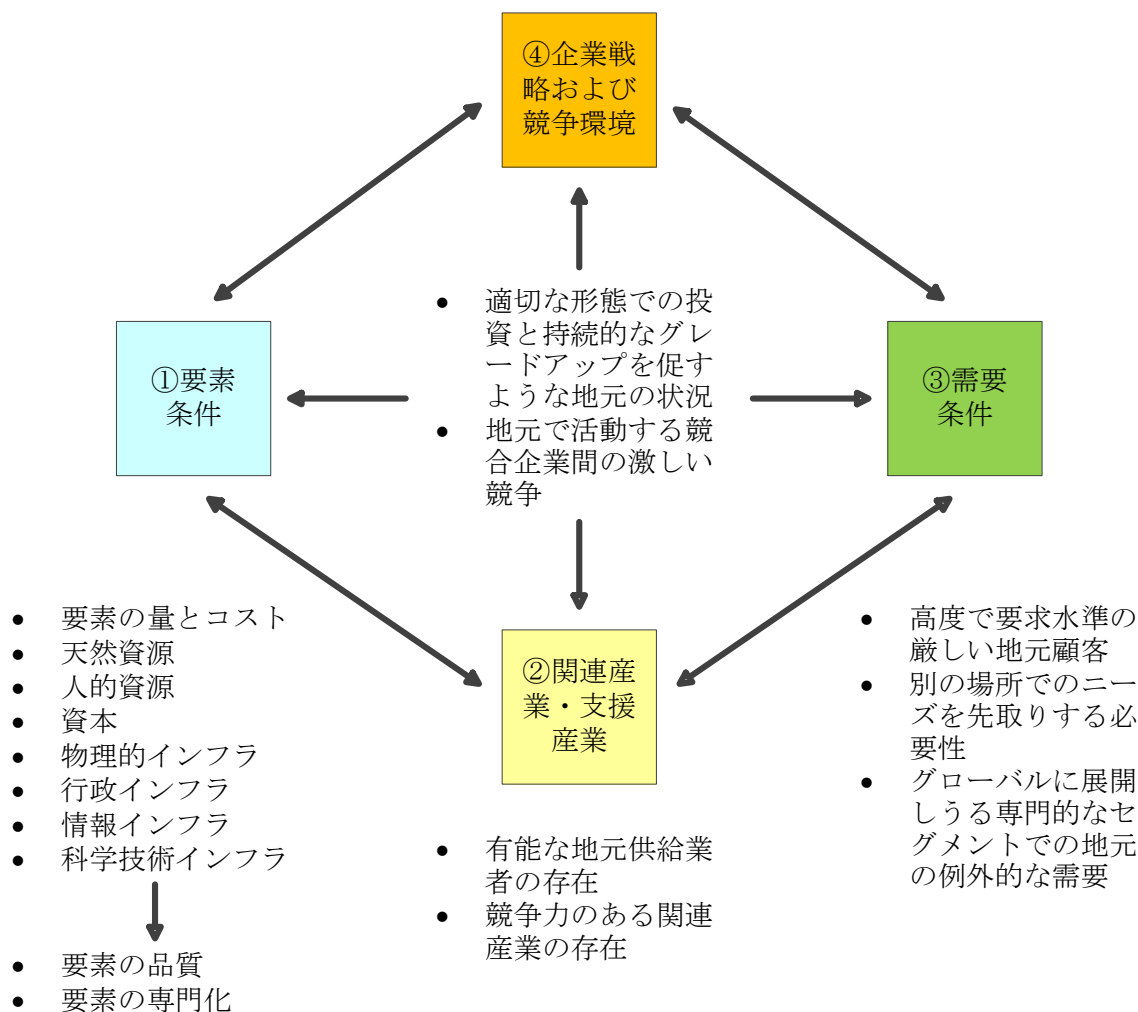 ④企業戦
略および
競争環境
• 適切な形態での投
資と持続的なグレ
ードアップを促す
ような地元の状況
• 地元で活動する競
合企業間の激しい
競争
①要素
条件
③需要
条件
②関連産
業・支援
産業
• 要素の量とコスト
• 天然資源
• 人的資源
• 資本
• 物理的インフラ
• 行政インフラ
• 情報インフラ
• 科学技術インフラ
• 要素の品質
• 要素の専門化
• 有能な地元供給業
者の存在
• 競争力のある関連
産業の存在
• 高度で要求水準の
厳しい地元顧客
• 別の場所でのニー
ズを先取りする必
要性
• グローバルに展開
しうる専門的なセ
グメントでの地元
の例外的な需要